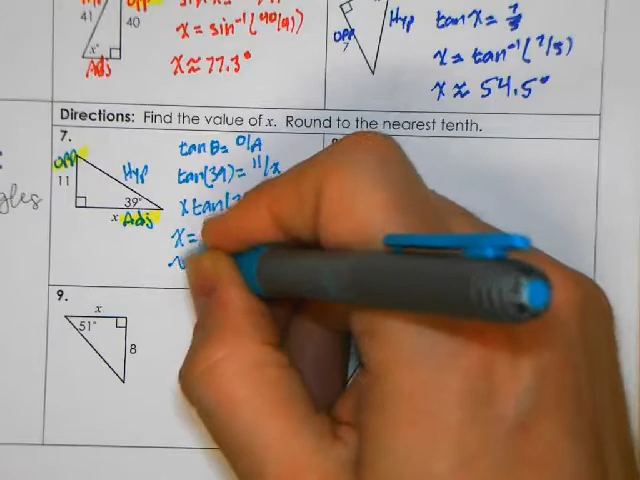 41
40
x = sin⁻¹(40/41)
x°
Adj
x ≈ 77.3°
OPP
7
Hyp
tan x = 7/5
x = tan⁻¹(7/5)
x ≈ 54.5°
Directions: Find the value of x. Round to the nearest tenth.
7.
OPP
11
Hyp
39°
x Adj
tan θ = O/A
tan(39) = 11/x
x tan(3
x =
gles
9.
x
51°
8